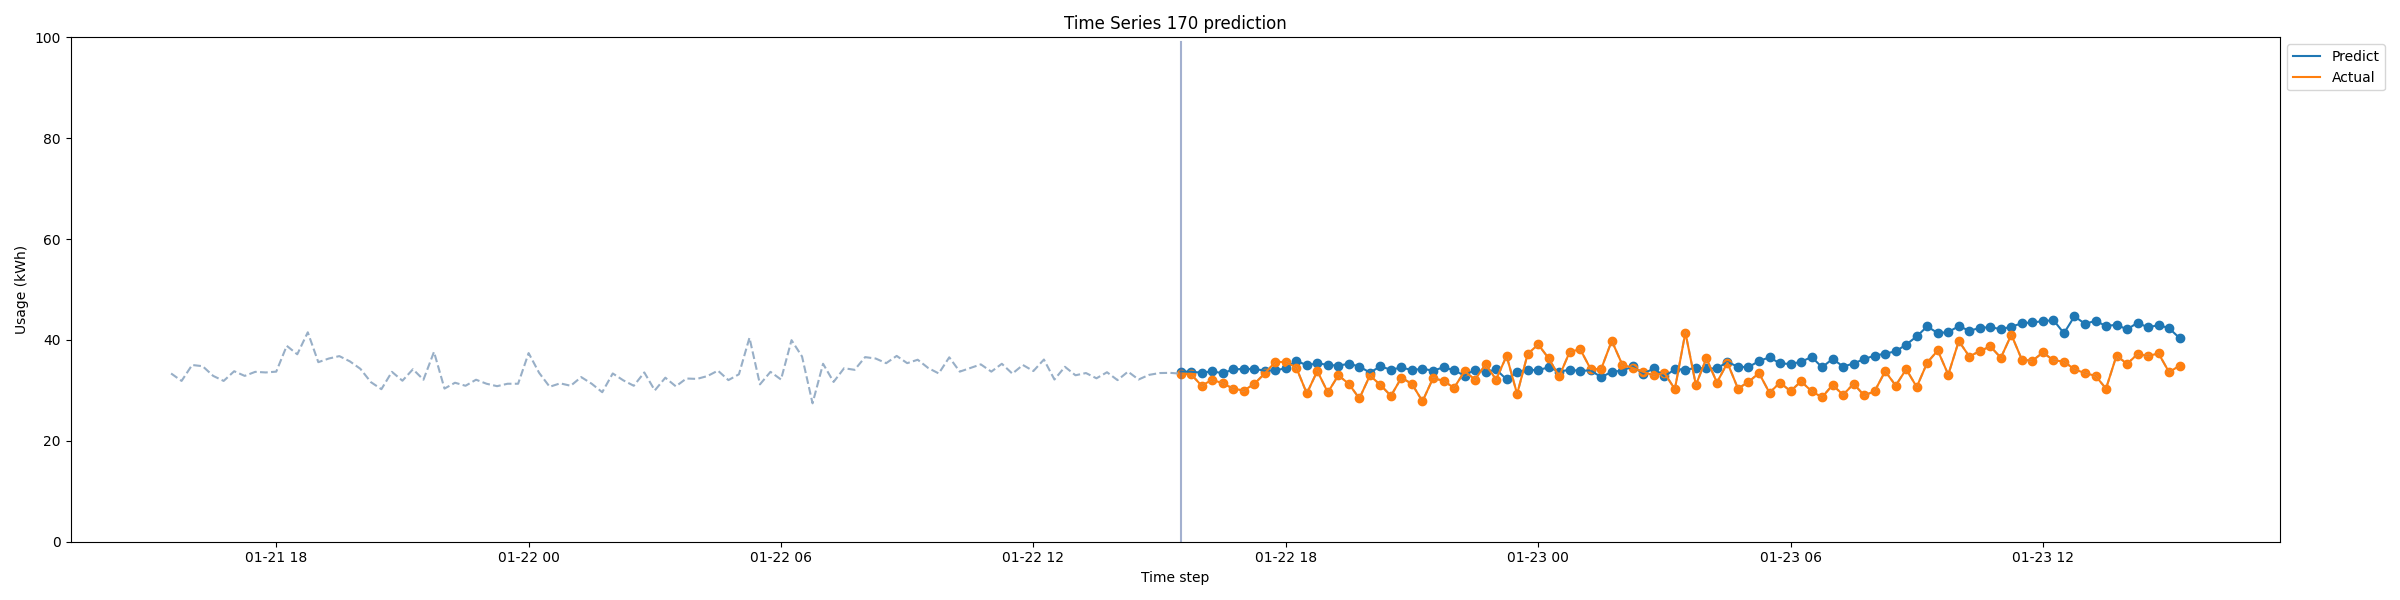 Time Series 170 prediction
100
80
60
40
20
0
Usage (kWh)
01-21 18
01-22 00
01-22 06
01-22 12
01-22 18
01-23 00
01-23 06
01-23 12
Time step
Predict
Actual